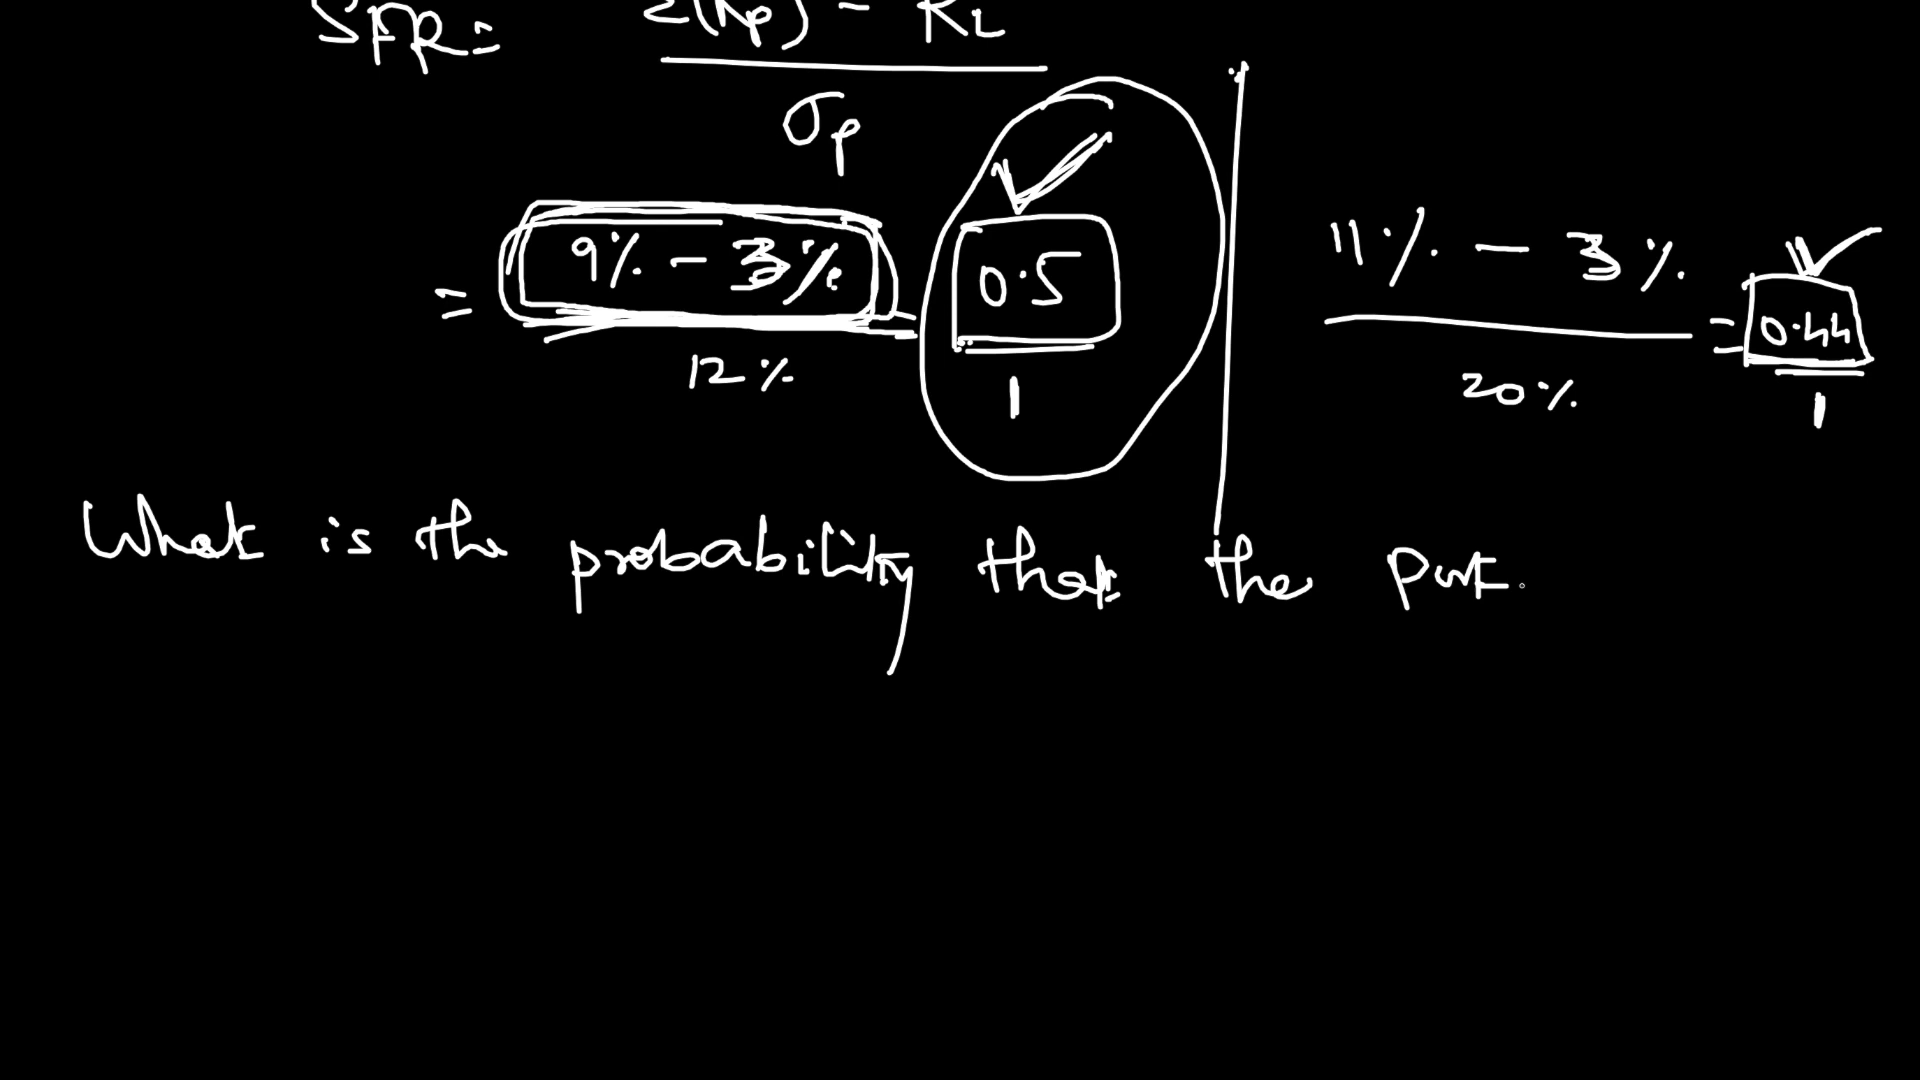 SFR = E(Rp) - RL
σp
= 9% - 3% = 0.5
12% 1
11% - 3% = 0.44
20% 1
What is the probability that the port.